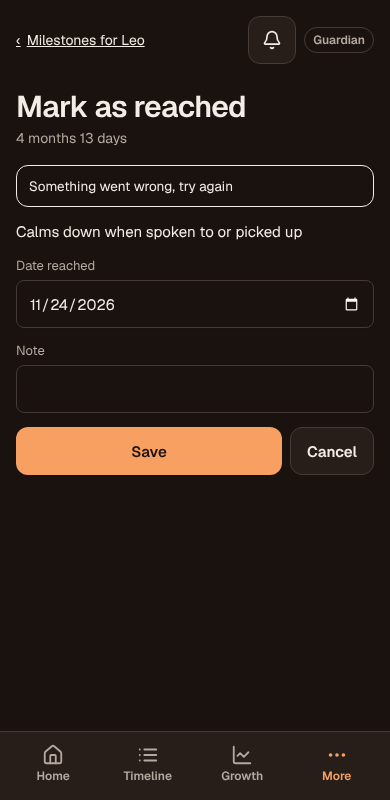 ‹ Milestones for Leo
Guardian
Mark as reached
4 months 13 days
Something went wrong, try again
Calms down when spoken to or picked up
Date reached
11/24/2026
Note
Save
Cancel
Home
Timeline
Growth
More